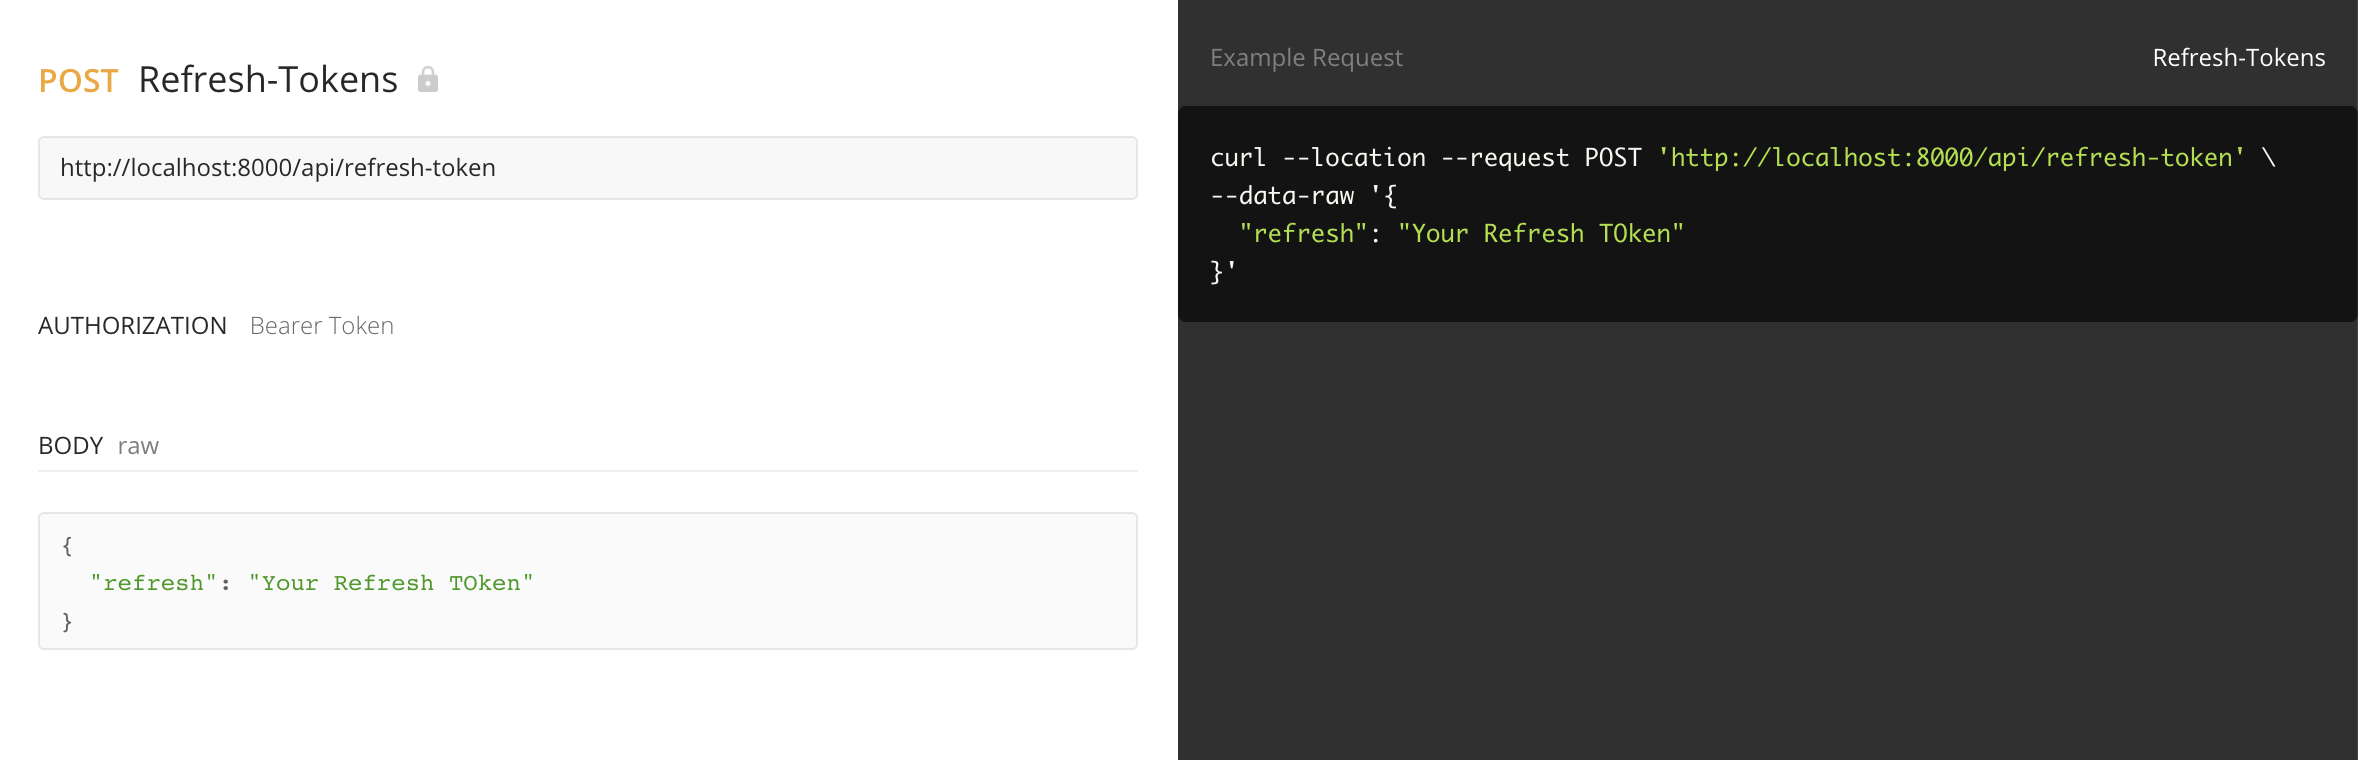 POST Refresh-Tokens
http://localhost:8000/api/refresh-token
AUTHORIZATION Bearer Token
BODY raw
{
  "refresh": "Your Refresh TOken"
}
Example Request Refresh-Tokens
curl --location --request POST 'http://localhost:8000/api/refresh-token' \
--data-raw '{
  "refresh": "Your Refresh TOken"
}'